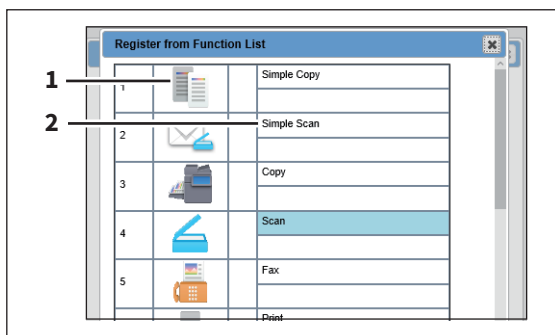 Register from Function List
1
1 Simple Copy
2
2 Simple Scan
3 Copy
4 Scan
5 Fax
Print